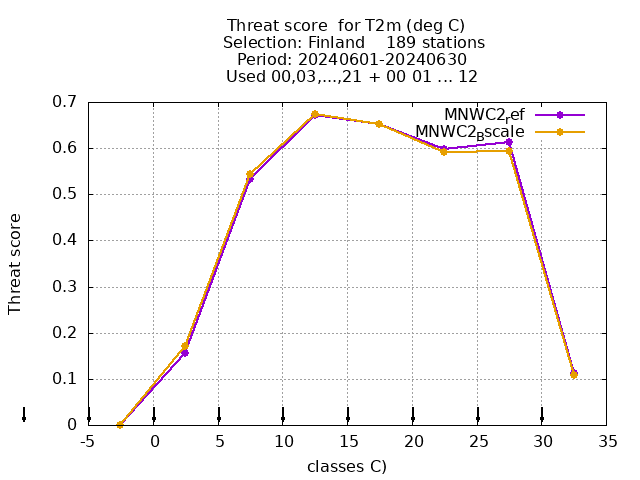 Threat score  for T2m (deg C)
Selection: Finland    189 stations
Period: 20240601-20240630
Used 00,03,...,21 + 00 01 ... 12
MNWC2ref
MNWC2Bscale
0.7
0.6
0.5
0.4
0.3
0.2
0.1
0
Threat score
-5 0 5 10 15 20 25 30 35
classes C)